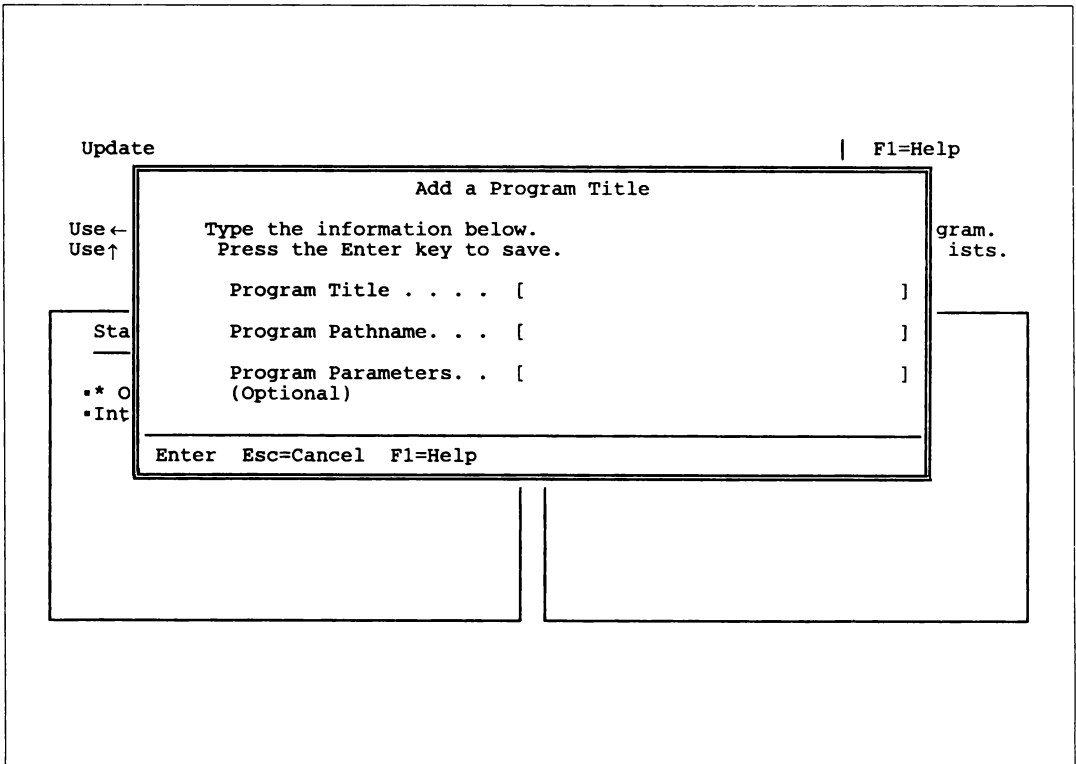 Update | F1=Help
Add a Program Title
Use ← Type the information below. gram.
Use ↑ Press the Enter key to save. ists.
Program Title . . . . [ ]
Sta Program Pathname. . . [ ]
▪* O Program Parameters. . [ ]
▪Int (Optional)
Enter Esc=Cancel F1=Help